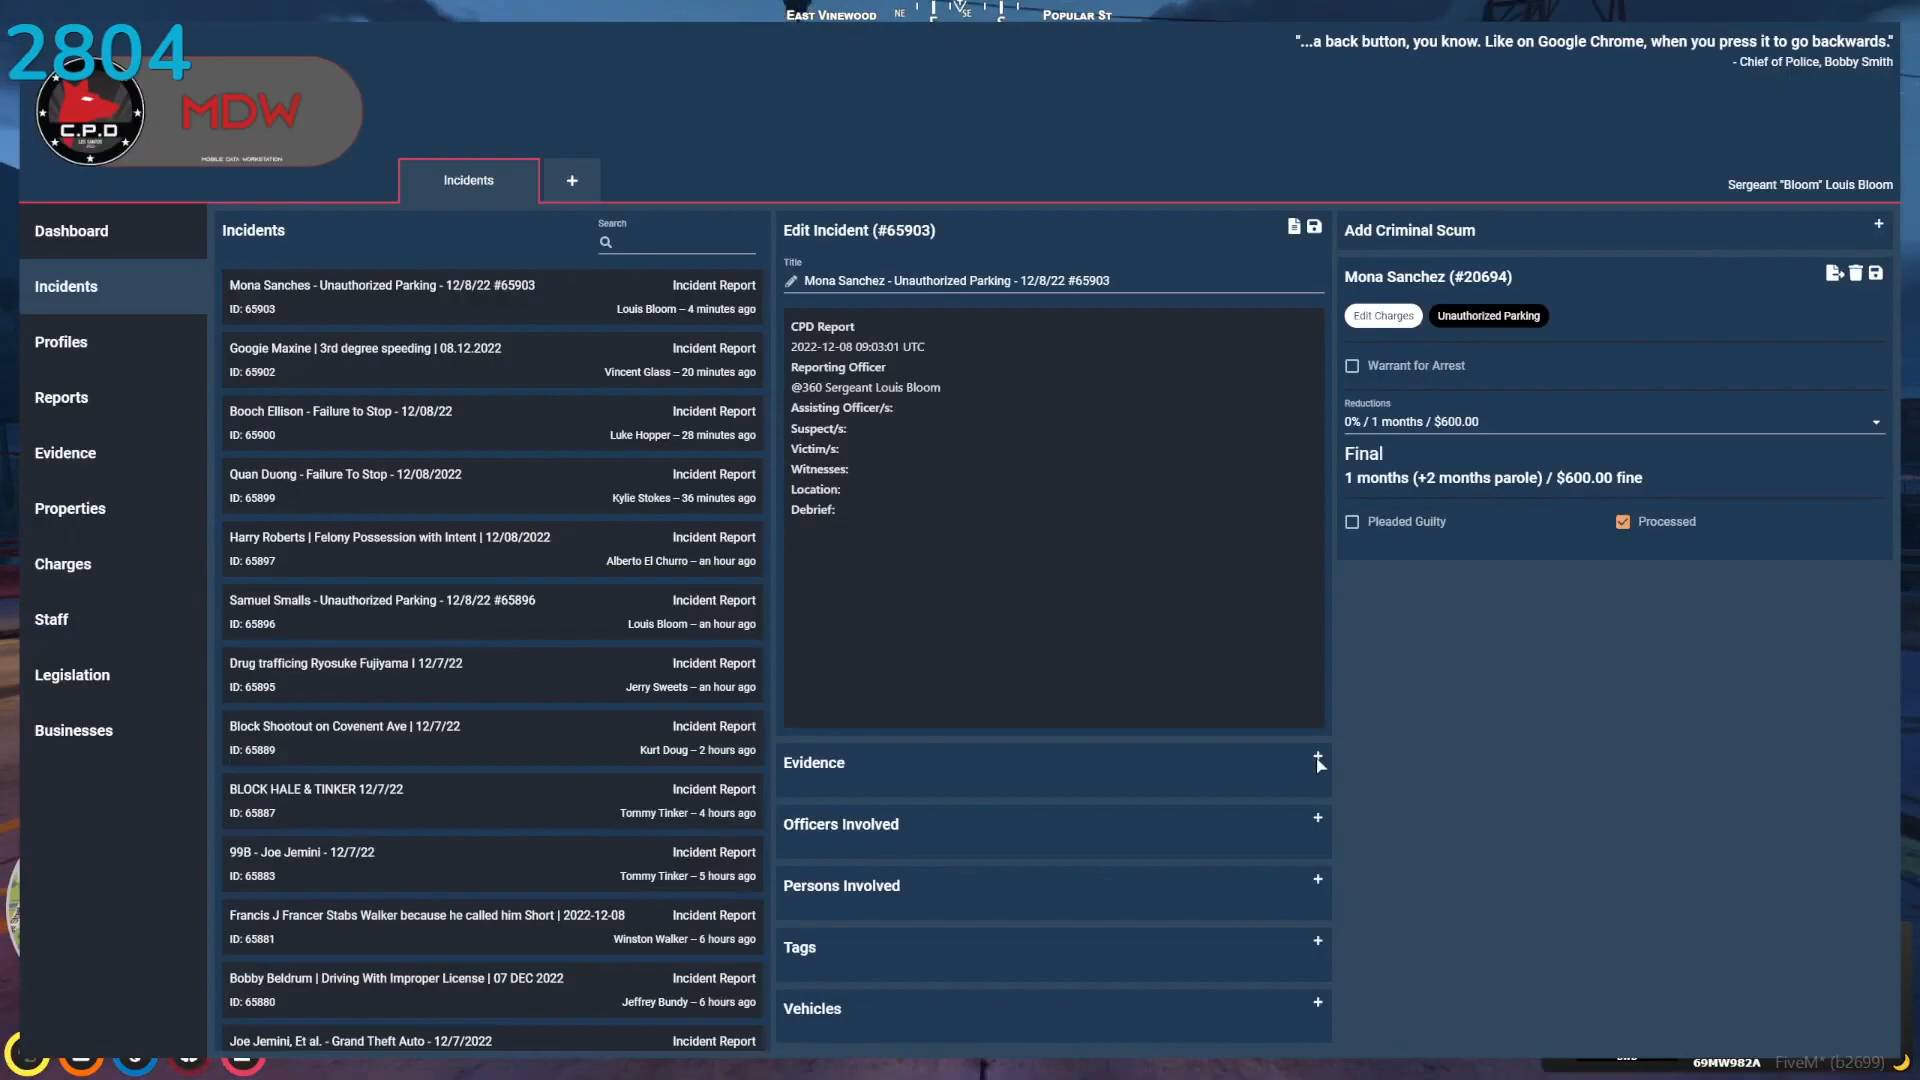 EAST VINEWOOD NE SE POPULAR ST
2804
"...a back button, you know. Like on Google Chrome, when you press it to go backwards."
- Chief of Police, Bobby Smith
C.P.D
LOS SANTOS
MDW
MOBILE DATA WORKSTATION
Incidents
+
Sergeant "Bloom" Louis Bloom
Dashboard
Incidents
Profiles
Reports
Evidence
Properties
Charges
Staff
Legislation
Businesses
Incidents
Search
Mona Sanches - Unauthorized Parking - 12/8/22 #65903 Incident Report
ID: 65903 Louis Bloom – 4 minutes ago
Googie Maxine | 3rd degree speeding | 08.12.2022 Incident Report
ID: 65902 Vincent Glass – 20 minutes ago
Booch Ellison - Failure to Stop - 12/08/22 Incident Report
ID: 65900 Luke Hopper – 28 minutes ago
Quan Duong - Failure To Stop - 12/08/2022 Incident Report
ID: 65899 Kylie Stokes – 36 minutes ago
Harry Roberts | Felony Possession with Intent | 12/08/2022 Incident Report
ID: 65897 Alberto El Churro – an hour ago
Samuel Smalls - Unauthorized Parking - 12/8/22 #65896 Incident Report
ID: 65896 Louis Bloom – an hour ago
Drug trafficing Ryosuke Fujiyama I 12/7/22 Incident Report
ID: 65895 Jerry Sweets – an hour ago
Block Shootout on Covenent Ave | 12/7/22 Incident Report
ID: 65889 Kurt Doug – 2 hours ago
BLOCK HALE & TINKER 12/7/22 Incident Report
ID: 65887 Tommy Tinker – 4 hours ago
99B - Joe Jemini - 12/7/22 Incident Report
ID: 65883 Tommy Tinker – 5 hours ago
Francis J Francer Stabs Walker because he called him Short | 2022-12-08 Incident Report
ID: 65881 Winston Walker – 6 hours ago
Bobby Beldrum | Driving With Improper License | 07 DEC 2022 Incident Report
ID: 65880 Jeffrey Bundy – 6 hours ago
Joe Jemini, Et al. - Grand Theft Auto - 12/7/2022 Incident Report
Edit Incident (#65903)
Title
Mona Sanchez - Unauthorized Parking - 12/8/22 #65903
CPD Report
2022-12-08 09:03:01 UTC
Reporting Officer
@360 Sergeant Louis Bloom
Assisting Officer/s:
Suspect/s:
Victim/s:
Witnesses:
Location:
Debrief:
Evidence +
Officers Involved +
Persons Involved +
Tags +
Vehicles +
Add Criminal Scum +
Mona Sanchez (#20694)
Edit Charges Unauthorized Parking
Warrant for Arrest
Reductions
0% / 1 months / $600.00
Final
1 months (+2 months parole) / $600.00 fine
Pleaded Guilty Processed
69MW982A FiveM* (b2699)